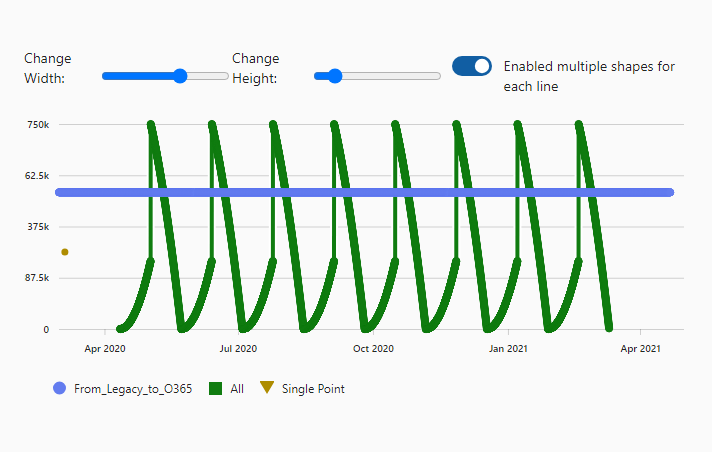 Change Width:
Change Height:
Enabled multiple shapes for
each line
750k
62.5k
375k
87.5k
0
Apr 2020
Jul 2020
Oct 2020
Jan 2021
Apr 2021
From_Legacy_to_O365
All
Single Point